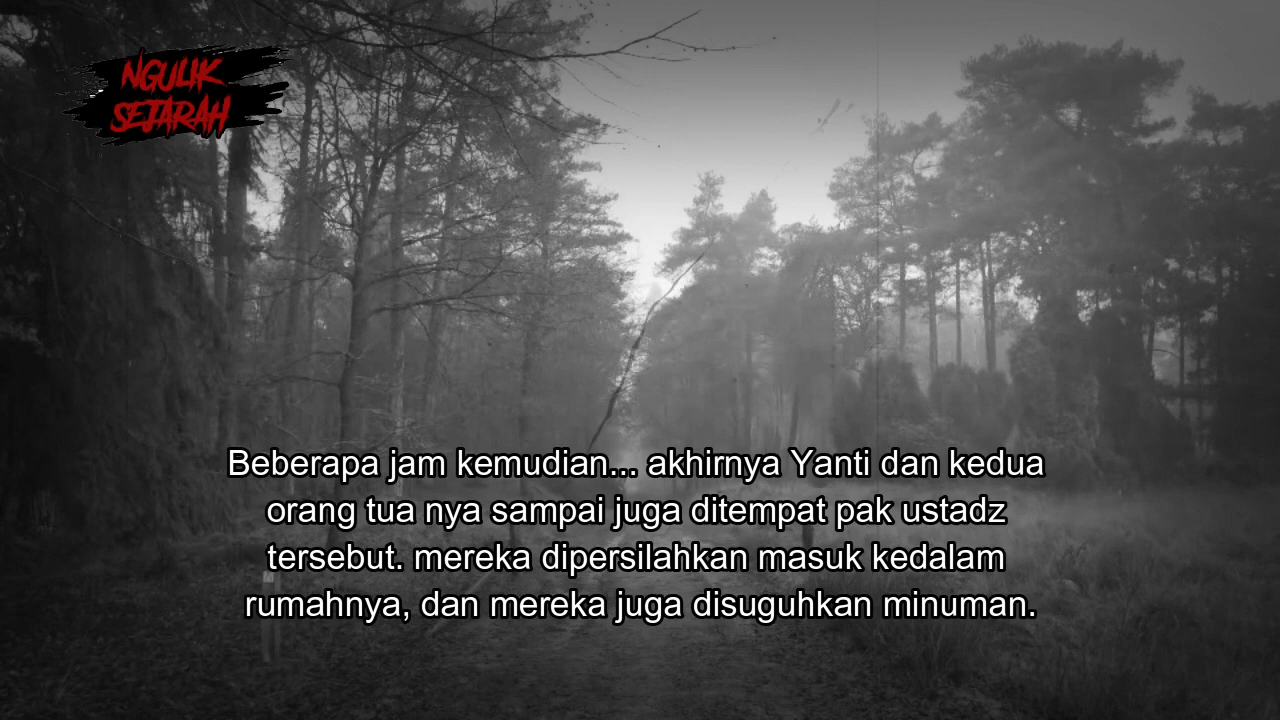 NGULIK
SEJARAH
Beberapa jam kemudian... akhirnya Yanti dan kedua
orang tua nya sampai juga ditempat pak ustadz
tersebut. mereka dipersilahkan masuk kedalam
rumahnya, dan mereka juga disuguhkan minuman.